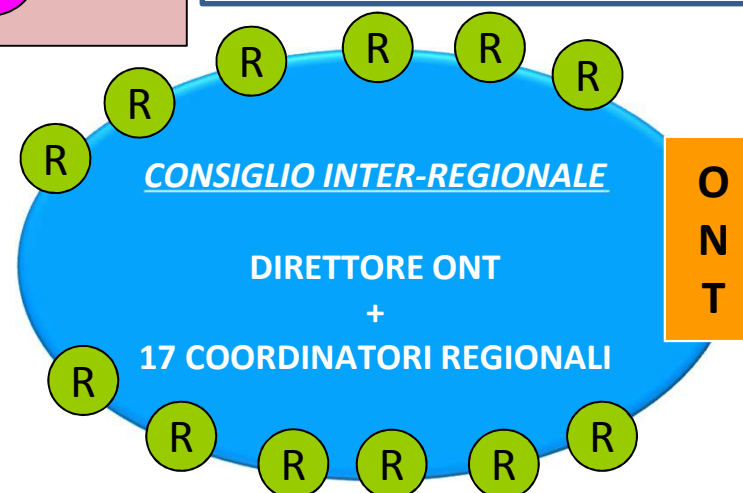 R
R
R
R
R
R
CONSIGLIO INTER-REGIONALE
DIRETTORE ONT
+
17 COORDINATORI REGIONALI
O
N
T
R
R
R
R
R
R